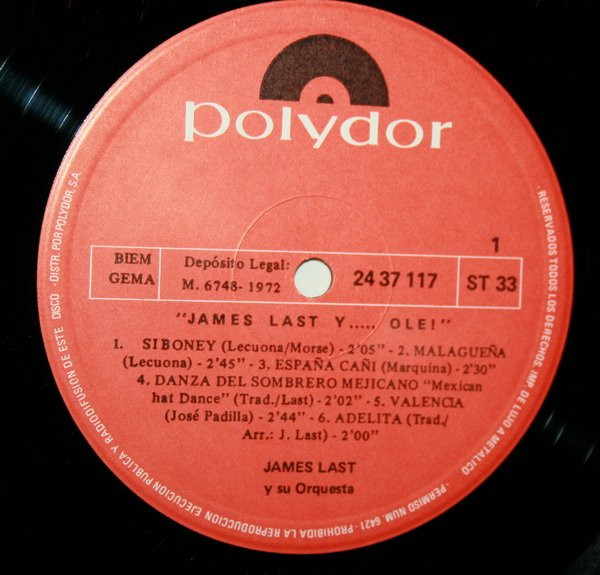 polydor
1
BIEM
GEMA
Depósito Legal:
M. 6748-1972
24 37 117
ST 33
"JAMES LAST Y..... OLE!"
1. SIBONEY (Lecuona/Morse) - 2'05" - 2. MALAGUEÑA
(Lecuona) - 2'45" - 3. ESPAÑA CAÑI (Marquina) - 2'30"
4. DANZA DEL SOMBRERO MEJICANO "Mexican
hat Dance" (Trad./Last) - 2'02" - 5. VALENCIA
(José Padilla) - 2'44" - 6. ADELITA (Trad./
Arr.: J. Last) - 2'00"
JAMES LAST
y su Orquesta
RESERVADOS TODOS LOS DERECHOS. IMP. DE LUJO A METALICO - PERMISO NUM. 6421 - PROHIBIDA LA REPRODUCCION EJECUCION PUBLICA Y RADIODIFUSION DE ESTE DISCO - DISTR. POR POLYDOR, S.A.